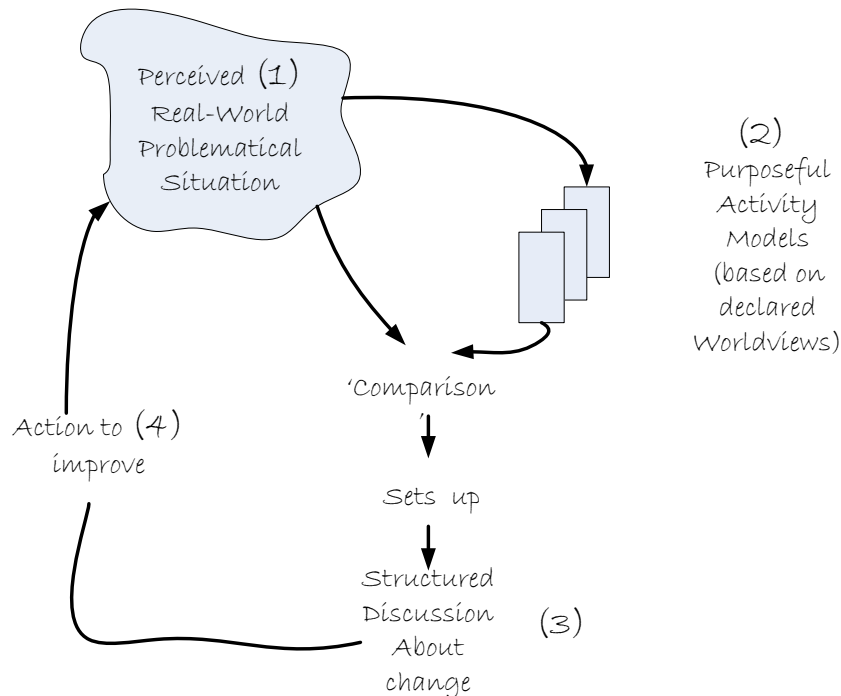 Perceived (1)
Real-World
Problematical
Situation
(2)
Purposeful
Activity
Models
(based on
declared
Worldviews)
'Comparison
'
Action to (4)
improve
Sets up
Structured
Discussion
About
change
(3)